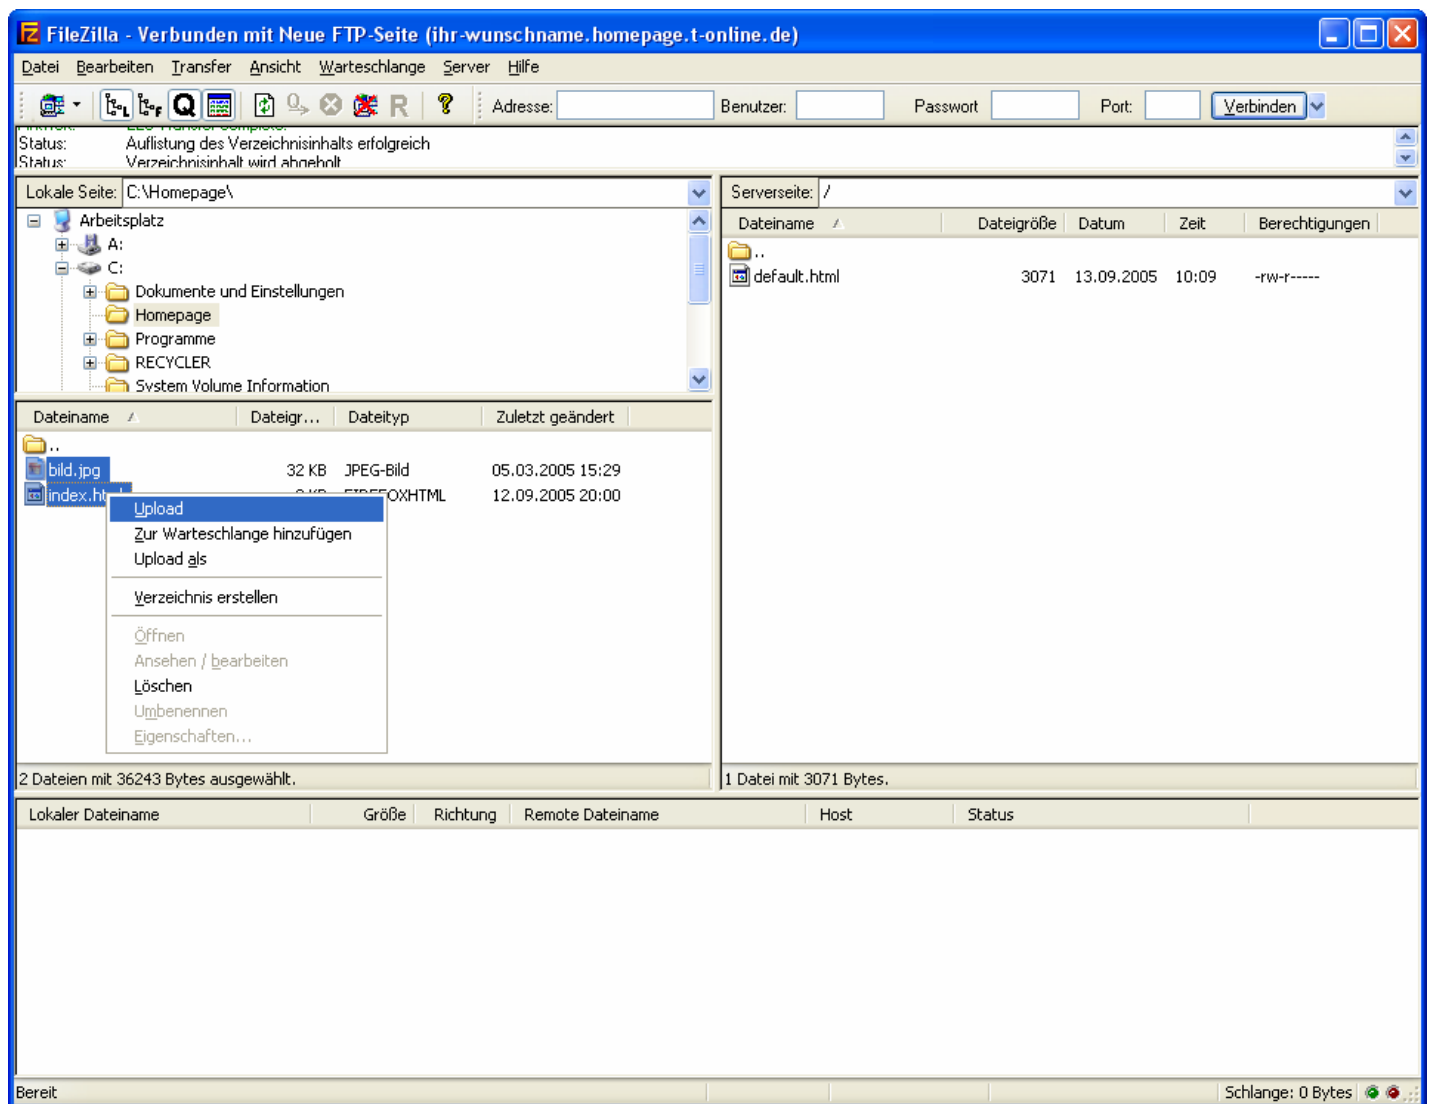 FileZilla - Verbunden mit Neue FTP-Seite (ihr-wunschname.homepage.t-online.de)
Datei Bearbeiten Transfer Ansicht Warteschlange Server Hilfe
Adresse: Benutzer: Passwort Port: Verbinden
Status: Auflistung des Verzeichnisinhalts erfolgreich
Status: Verzeichnisinhalt wird abgeholt
Lokale Seite: C:\Homepage\
Arbeitsplatz
A:
C:
Dokumente und Einstellungen
Homepage
Programme
RECYCLER
System Volume Information
Dateiname Dateigr... Dateityp Zuletzt geändert
..
bild.jpg 32 KB JPEG-Bild 05.03.2005 15:29
index.html KB FIREFOXHTML 12.09.2005 20:00
Upload
Zur Warteschlange hinzufügen
Upload als
Verzeichnis erstellen
Öffnen
Ansehen / bearbeiten
Löschen
Umbenennen
Eigenschaften...
2 Dateien mit 36243 Bytes ausgewählt.
Serverseite: /
Dateiname Dateigröße Datum Zeit Berechtigungen
..
default.html 3071 13.09.2005 10:09 -rw-r-----
1 Datei mit 3071 Bytes.
Lokaler Dateiname Größe Richtung Remote Dateiname Host Status
Bereit Schlange: 0 Bytes